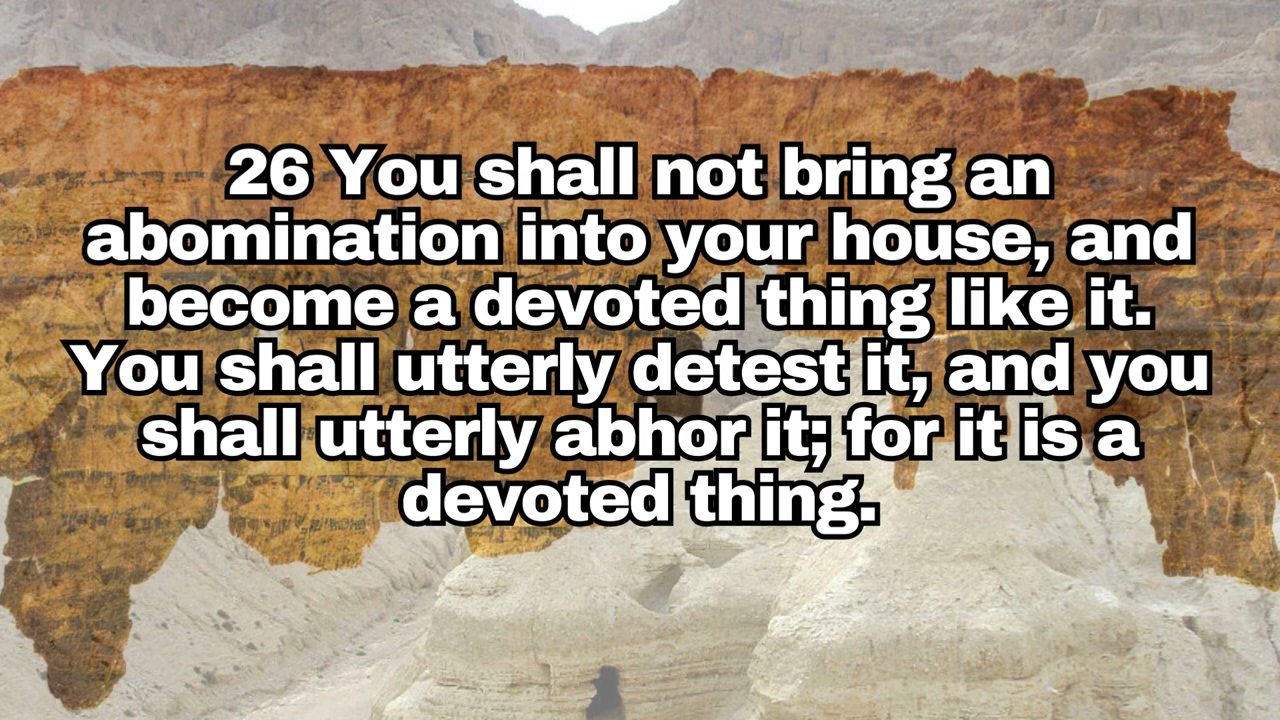 26 You shall not bring an
abomination into your house, and
become a devoted thing like it.
You shall utterly detest it, and you
shall utterly abhor it; for it is a
devoted thing.